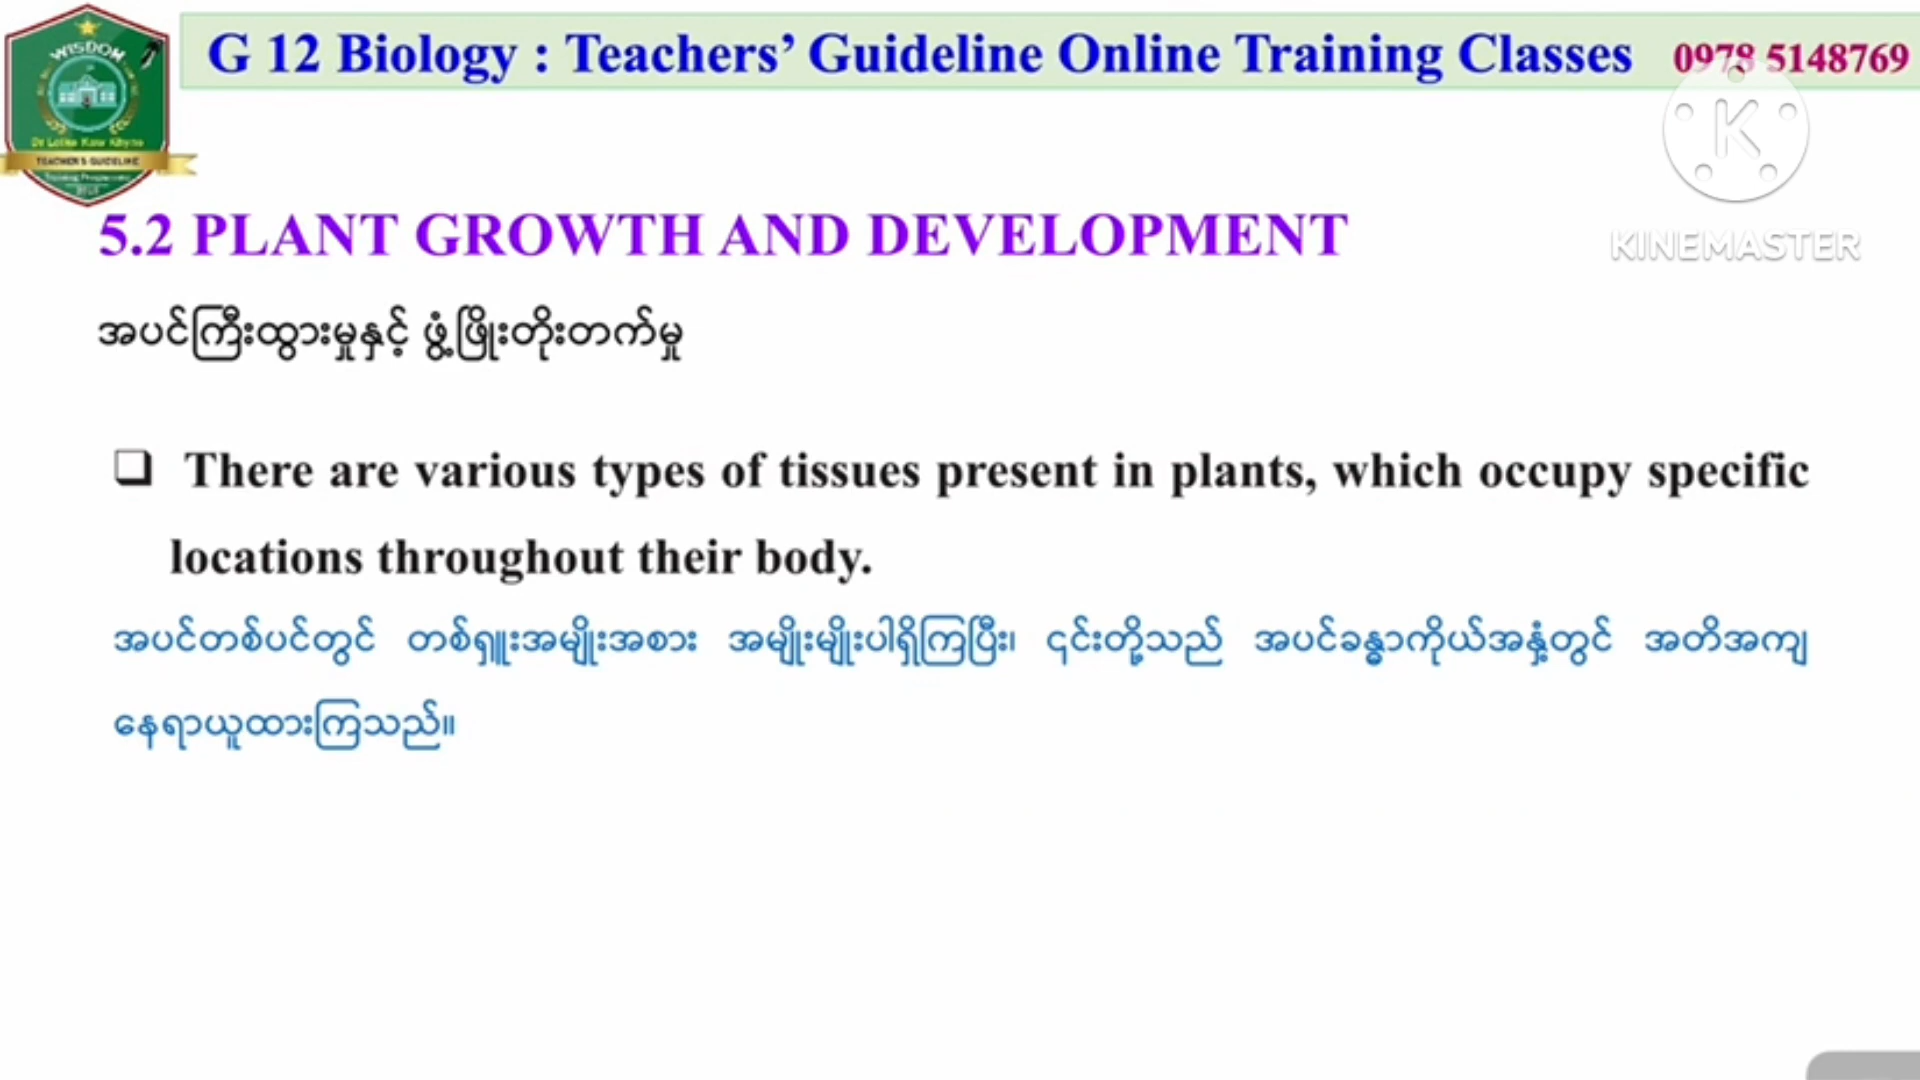 WISDOM
TEACHER'S GUIDELINE
G 12 Biology : Teachers' Guideline Online Training Classes 0978 5148769
KINEMASTER
5.2 PLANT GROWTH AND DEVELOPMENT
အပင်ကြီးထွားမှုနှင့် ဖွံ့ဖြိုးတိုးတက်မှု
❑ There are various types of tissues present in plants, which occupy specific
locations throughout their body.
အပင်တစ်ပင်တွင် တစ်ရှူးအမျိုးအစား အမျိုးမျိုးပါရှိကြပြီး၊ ၎င်းတို့သည် အပင်ခန္ဓာကိုယ်အနှံ့တွင် အတိအကျ
နေရာယူထားကြသည်။